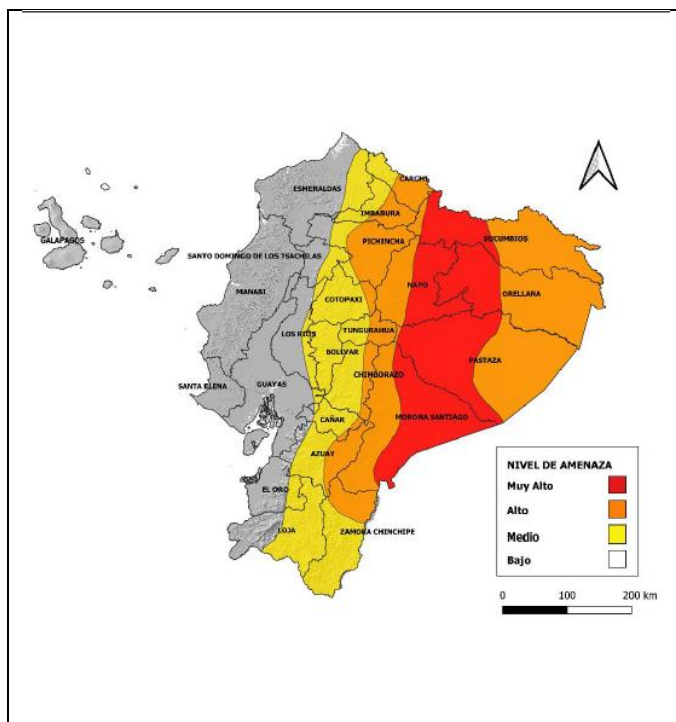 CARCHI
ESMERALDAS
IMBABURA
PICHINCHA
SUCUMBIOS
GALAPAGOS
SANTO DOMINGO DE LOS TSACHILAS
NAPO
ORELLANA
MANABI
COTOPAXI
LOS RIOS
TUNGURAHUA
BOLIVAR
PASTAZA
CHIMBORAZO
SANTA ELENA
GUAYAS
MORONA SANTIAGO
CAÑAR
AZUAY
EL ORO
LOJA
ZAMORA CHINCHIPE
NIVEL DE AMENAZA
Muy Alto
Alto
Medio
Bajo
0 100 200 km